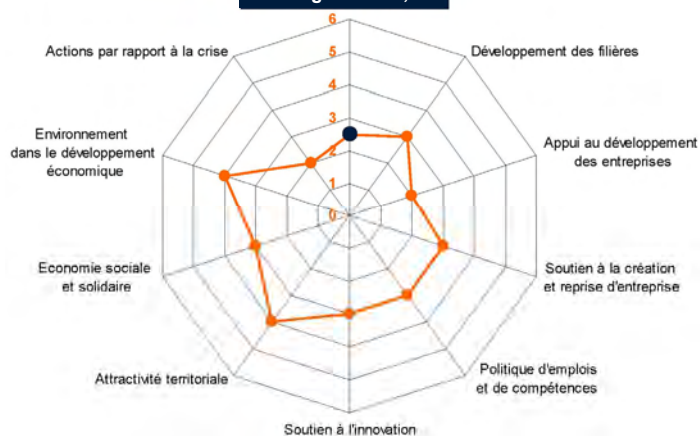 6
5
4
3
2
1
0
Actions par rapport à la crise
Développement des filières
Environnement
dans le développement
économique
Appui au développement
des entreprises
Economie sociale
et solidaire
Soutien à la création
et reprise d'entreprise
Attractivité territoriale
Politique d'emplois
et de compétences
Soutien à l'innovation